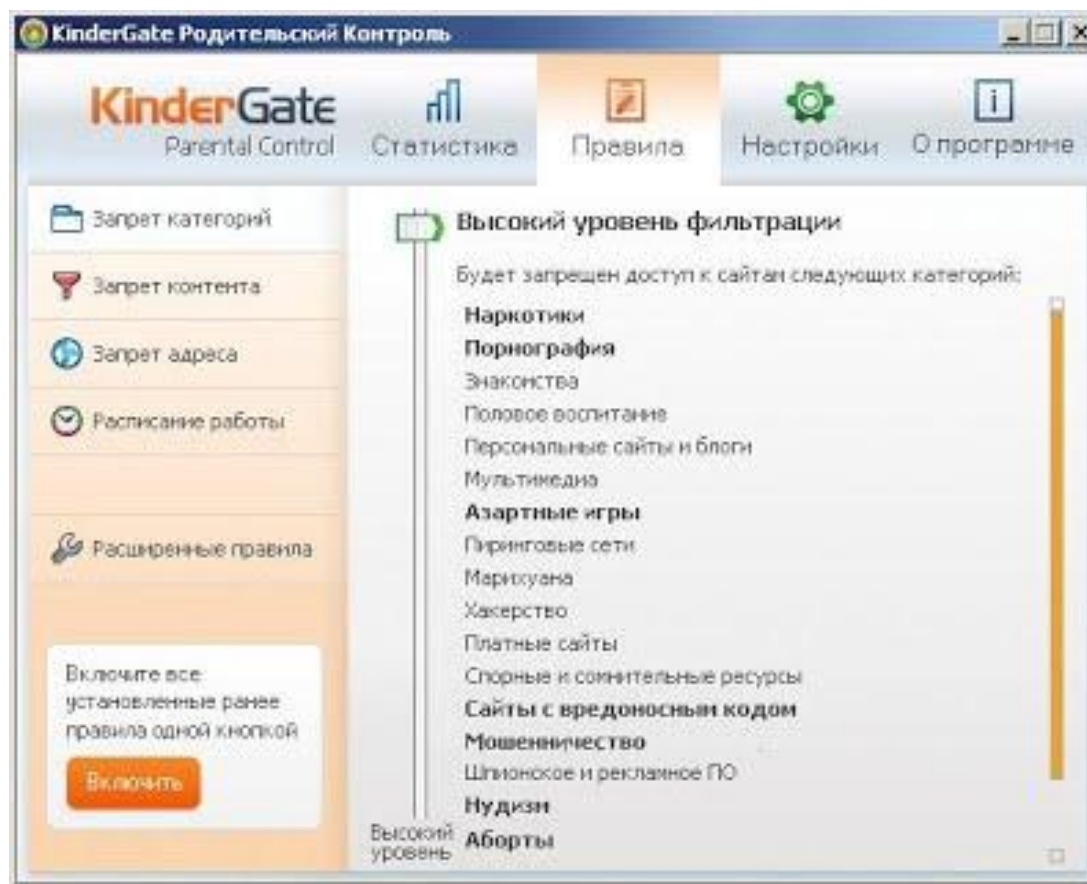 KinderGate Родительский Контроль
KinderGate
Parental Control
Статистика
Правила
Настройки
О программе
Запрет категорий
Запрет контента
Запрет адреса
Расписание работы
Расширенные правила
Включите все
установленные ранее
правила одной кнопкой
Включить
Высокий уровень фильтрации
Будет запрещен доступ к сайтам следующих категорий:
Наркотики
Порнография
Знакомства
Половое воспитание
Персональные сайты и блоги
Мультимедиа
Азартные игры
Пиринговые сети
Марихуана
Хакерство
Платные сайты
Спорные и сомнительные ресурсы
Сайты с вредоносным кодом
Мошенничество
Шпионское и рекламное ПО
Нудизм
Аборты
Высокий
уровень